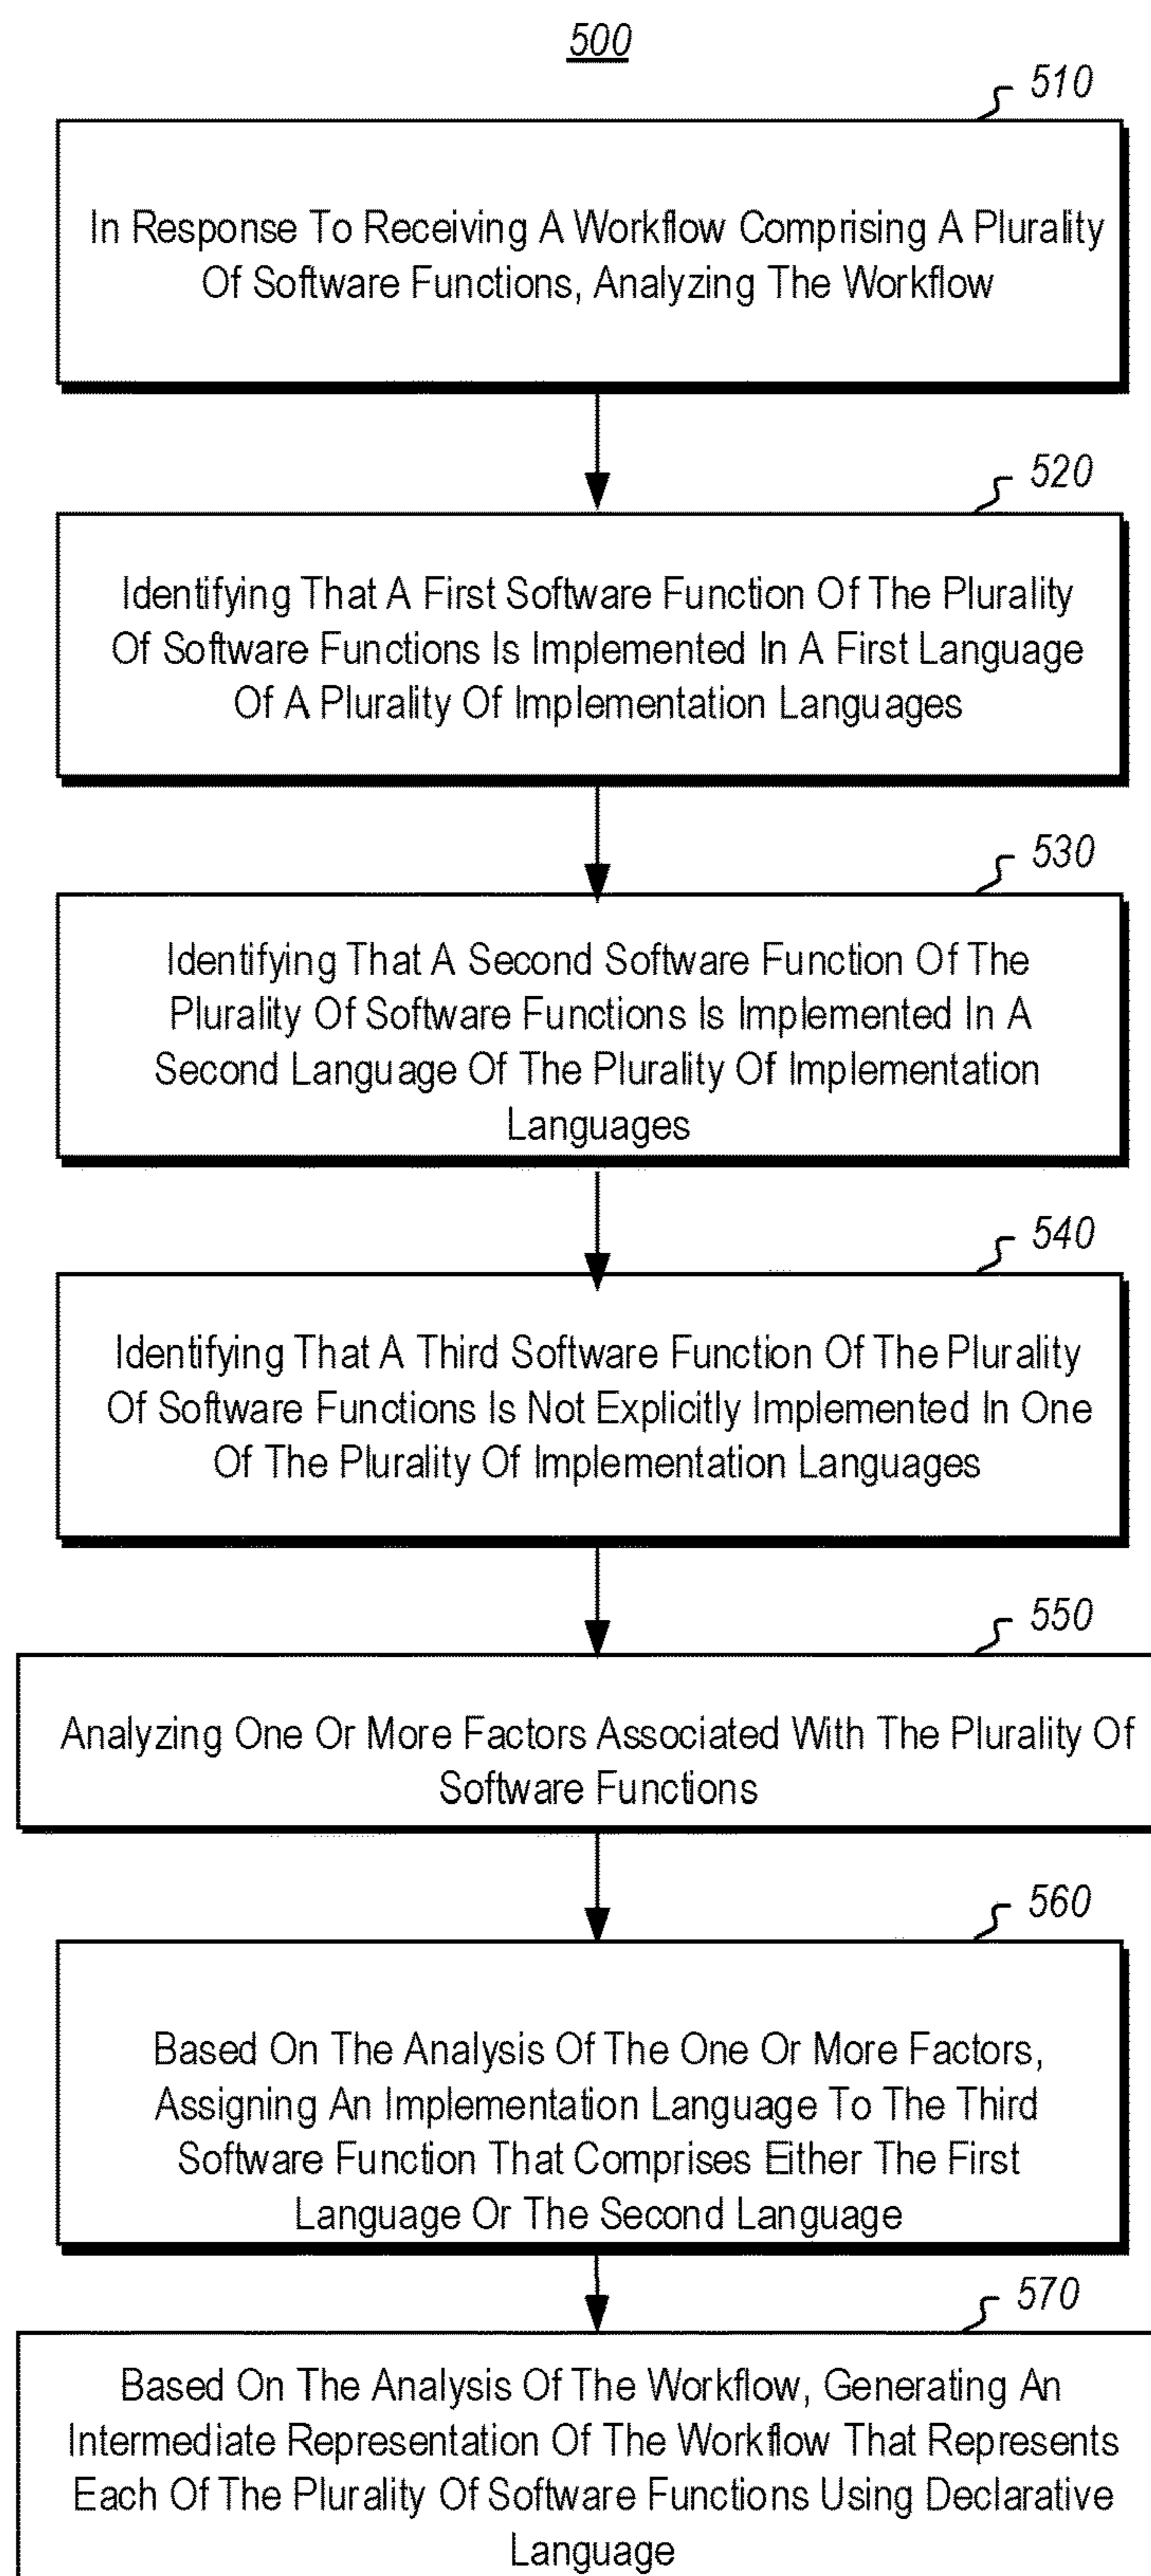 500
510
In Response To Receiving A Workflow Comprising A Plurality
Of Software Functions, Analyzing The Workflow
520
Identifying That A First Software Function Of The Plurality
Of Software Functions Is Implemented In A First Language
Of A Plurality Of Implementation Languages
530
Identifying That A Second Software Function Of The
Plurality Of Software Functions Is Implemented In A
Second Language Of The Plurality Of Implementation
Languages
540
Identifying That A Third Software Function Of The Plurality
Of Software Functions Is Not Explicitly Implemented In One
Of The Plurality Of Implementation Languages
550
Analyzing One Or More Factors Associated With The Plurality Of
Software Functions
560
Based On The Analysis Of The One Or More Factors,
Assigning An Implementation Language To The Third
Software Function That Comprises Either The First
Language Or The Second Language
570
Based On The Analysis Of The Workflow, Generating An
Intermediate Representation Of The Workflow That Represents
Each Of The Plurality Of Software Functions Using Declarative
Language